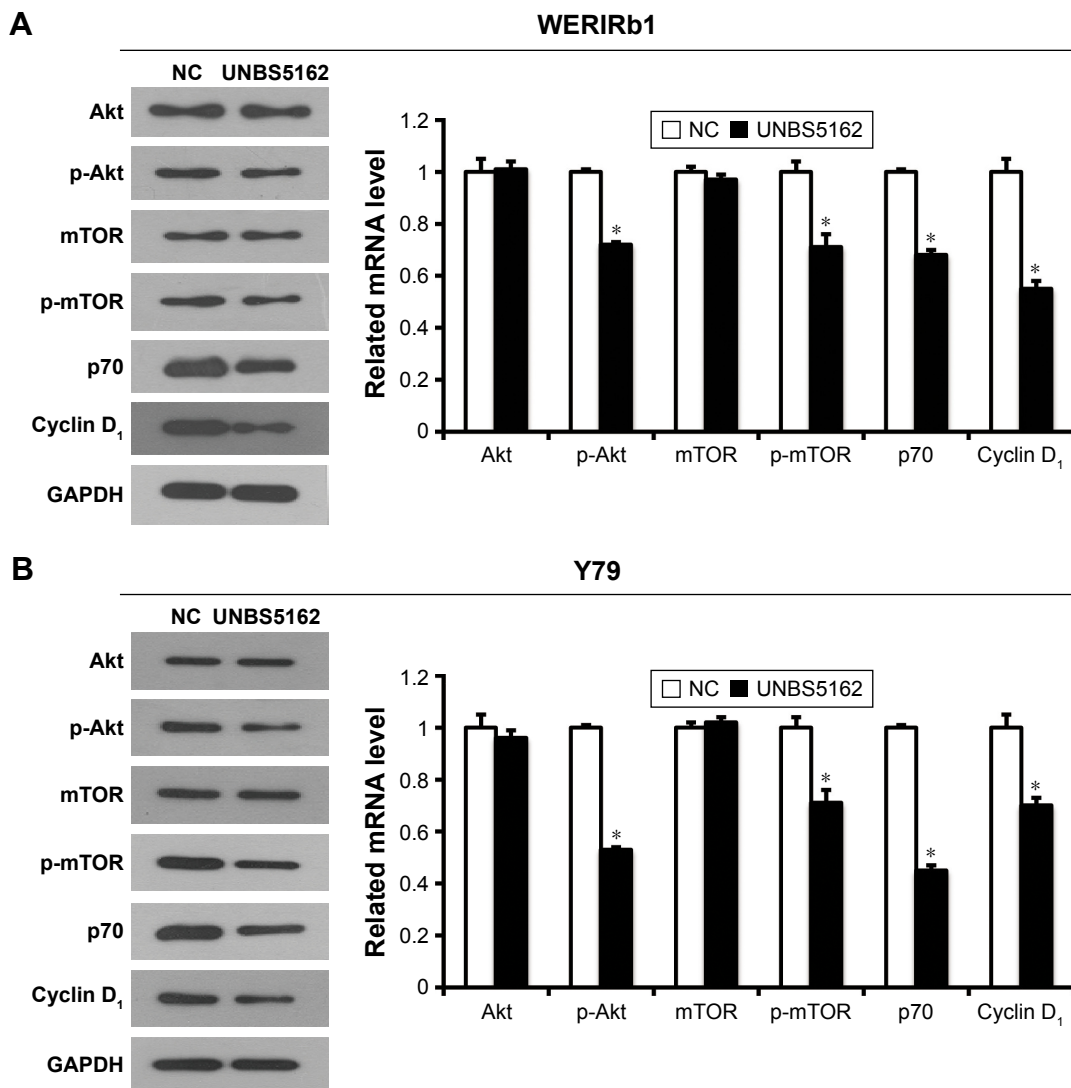 A
WERIRb1
NC UNBS5162
Akt
p-Akt
mTOR
p-mTOR
p70
Cyclin D₁
GAPDH
Related mRNA level
1.2
1
0.8
0.6
0.4
0.2
0
NC UNBS5162
*
*
*
*
Akt p-Akt mTOR p-mTOR p70 Cyclin D₁
B
Y79
NC UNBS5162
Akt
p-Akt
mTOR
p-mTOR
p70
Cyclin D₁
GAPDH
Related mRNA level
1.2
1
0.8
0.6
0.4
0.2
0
NC UNBS5162
*
*
*
*
Akt p-Akt mTOR p-mTOR p70 Cyclin D₁